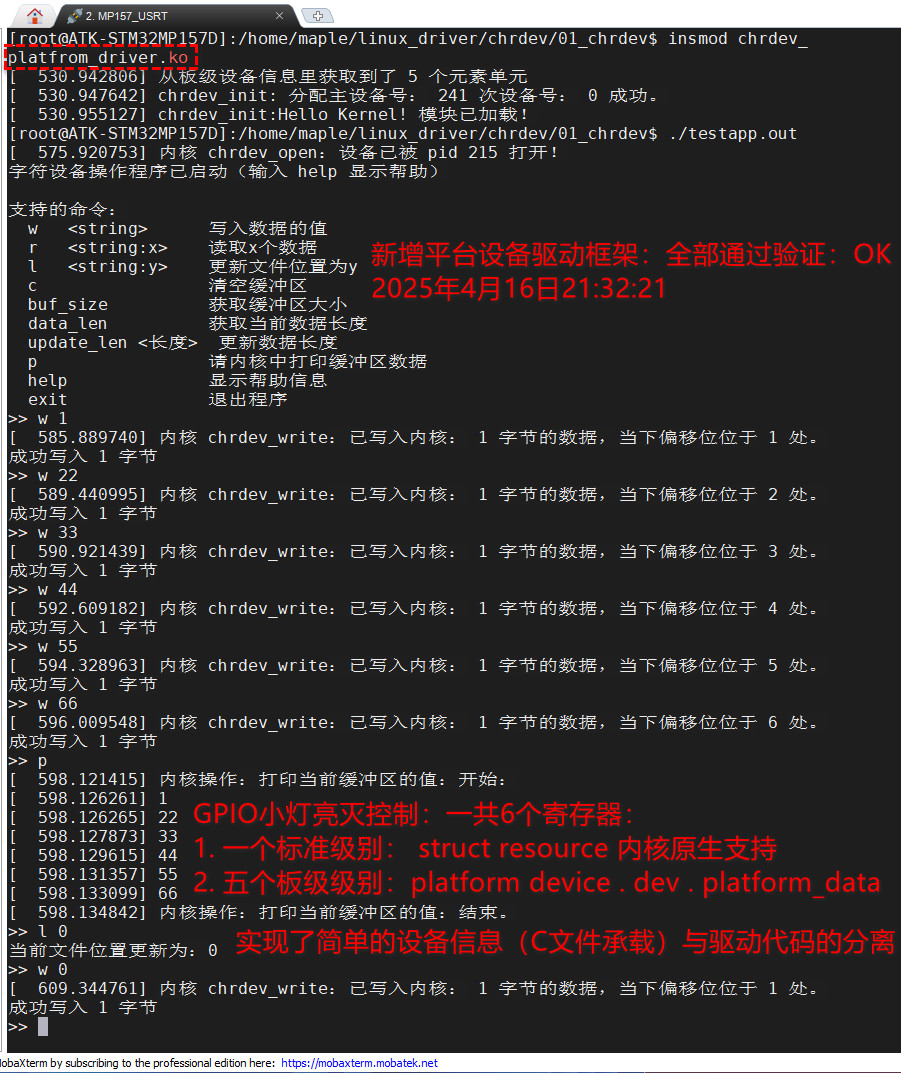 2. MP157_USRT
[root@ATK-STM32MP157D]:/home/maple/linux_driver/chrdev/01_chrdev$ insmod chrdev_
platfrom_driver.ko
[  530.942806] 从板级设备信息里获取到了 5 个元素单元
[  530.947642] chrdev_init: 分配主设备号： 241 次设备号： 0 成功。
[  530.955127] chrdev_init:Hello Kernel! 模块已加载!
[root@ATK-STM32MP157D]:/home/maple/linux_driver/chrdev/01_chrdev$ ./testapp.out
[  575.920753] 内核 chrdev_open：设备已被 pid 215 打开!
字符设备操作程序已启动（输入 help 显示帮助）
支持的命令：
w   <string>      写入数据的值
r   <string:x>    读取x个数据
l   <string:y>    更新文件位置为y
c                 清空缓冲区
buf_size          获取缓冲区大小
data_len          获取当前数据长度
update_len <长度>  更新数据长度
p                 请内核中打印缓冲区数据
help              显示帮助信息
exit              退出程序
新增平台设备驱动框架：全部通过验证：OK
2025年4月16日21:32:21
>> w 1
[  585.889740] 内核 chrdev_write：已写入内核： 1 字节的数据，当下偏移位位于 1 处。
成功写入 1 字节
>> w 22
[  589.440995] 内核 chrdev_write：已写入内核： 1 字节的数据，当下偏移位位于 2 处。
成功写入 1 字节
>> w 33
[  590.921439] 内核 chrdev_write：已写入内核： 1 字节的数据，当下偏移位位于 3 处。
成功写入 1 字节
>> w 44
[  592.609182] 内核 chrdev_write：已写入内核： 1 字节的数据，当下偏移位位于 4 处。
成功写入 1 字节
>> w 55
[  594.328963] 内核 chrdev_write：已写入内核： 1 字节的数据，当下偏移位位于 5 处。
成功写入 1 字节
>> w 66
[  596.009548] 内核 chrdev_write：已写入内核： 1 字节的数据，当下偏移位位于 6 处。
成功写入 1 字节
>> p
[  598.121415] 内核操作：打印当前缓冲区的值：开始：
[  598.126261] 1
[  598.126265] 22
[  598.127873] 33
[  598.129615] 44
[  598.131357] 55
[  598.133099] 66
[  598.134842] 内核操作：打印当前缓冲区的值：结束。
GPIO小灯亮灭控制：一共6个寄存器：
1. 一个标准级别： struct resource 内核原生支持
2. 五个板级级别：platform device . dev . platform_data
>> l 0
当前文件位置更新为：0
实现了简单的设备信息（C文件承载）与驱动代码的分离
>> w 0
[  609.344761] 内核 chrdev_write：已写入内核： 1 字节的数据，当下偏移位位于 1 处。
成功写入 1 字节
>>
MobaXterm by subscribing to the professional edition here:  https://mobaxterm.mobatek.net